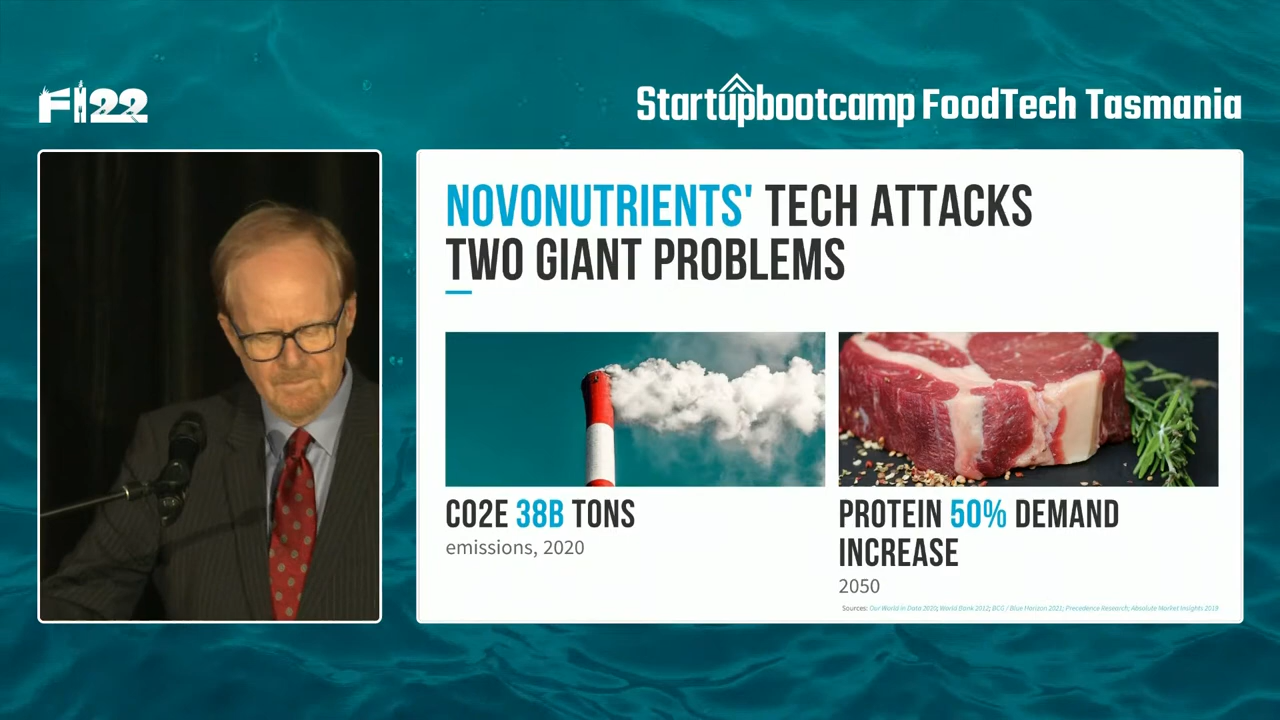 FI22
Startupbootcamp FoodTech Tasmania
NOVONUTRIENTS' TECH ATTACKS
TWO GIANT PROBLEMS
CO2E 38B TONS
emissions, 2020
PROTEIN 50% DEMAND
INCREASE
2050
Sources: Our World in Data 2020; World Bank 2012; BCG / Blue Horizon 2021; Precedence Research; Absolute Market Insights 2019